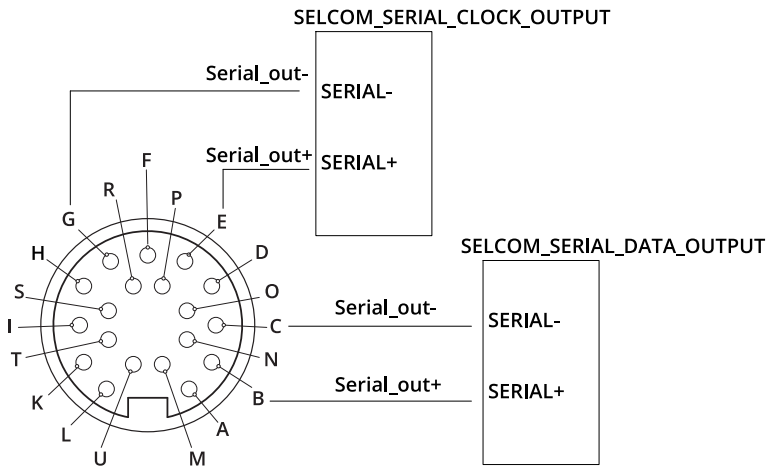 SELCOM_SERIAL_CLOCK_OUTPUT
Serial_out-
SERIAL-
Serial_out+
SERIAL+
F
R
P
G
E
H
D
SELCOM_SERIAL_DATA_OUTPUT
S
O
I
C
Serial_out-
SERIAL-
T
N
K
B
Serial_out+
SERIAL+
L
A
U
M